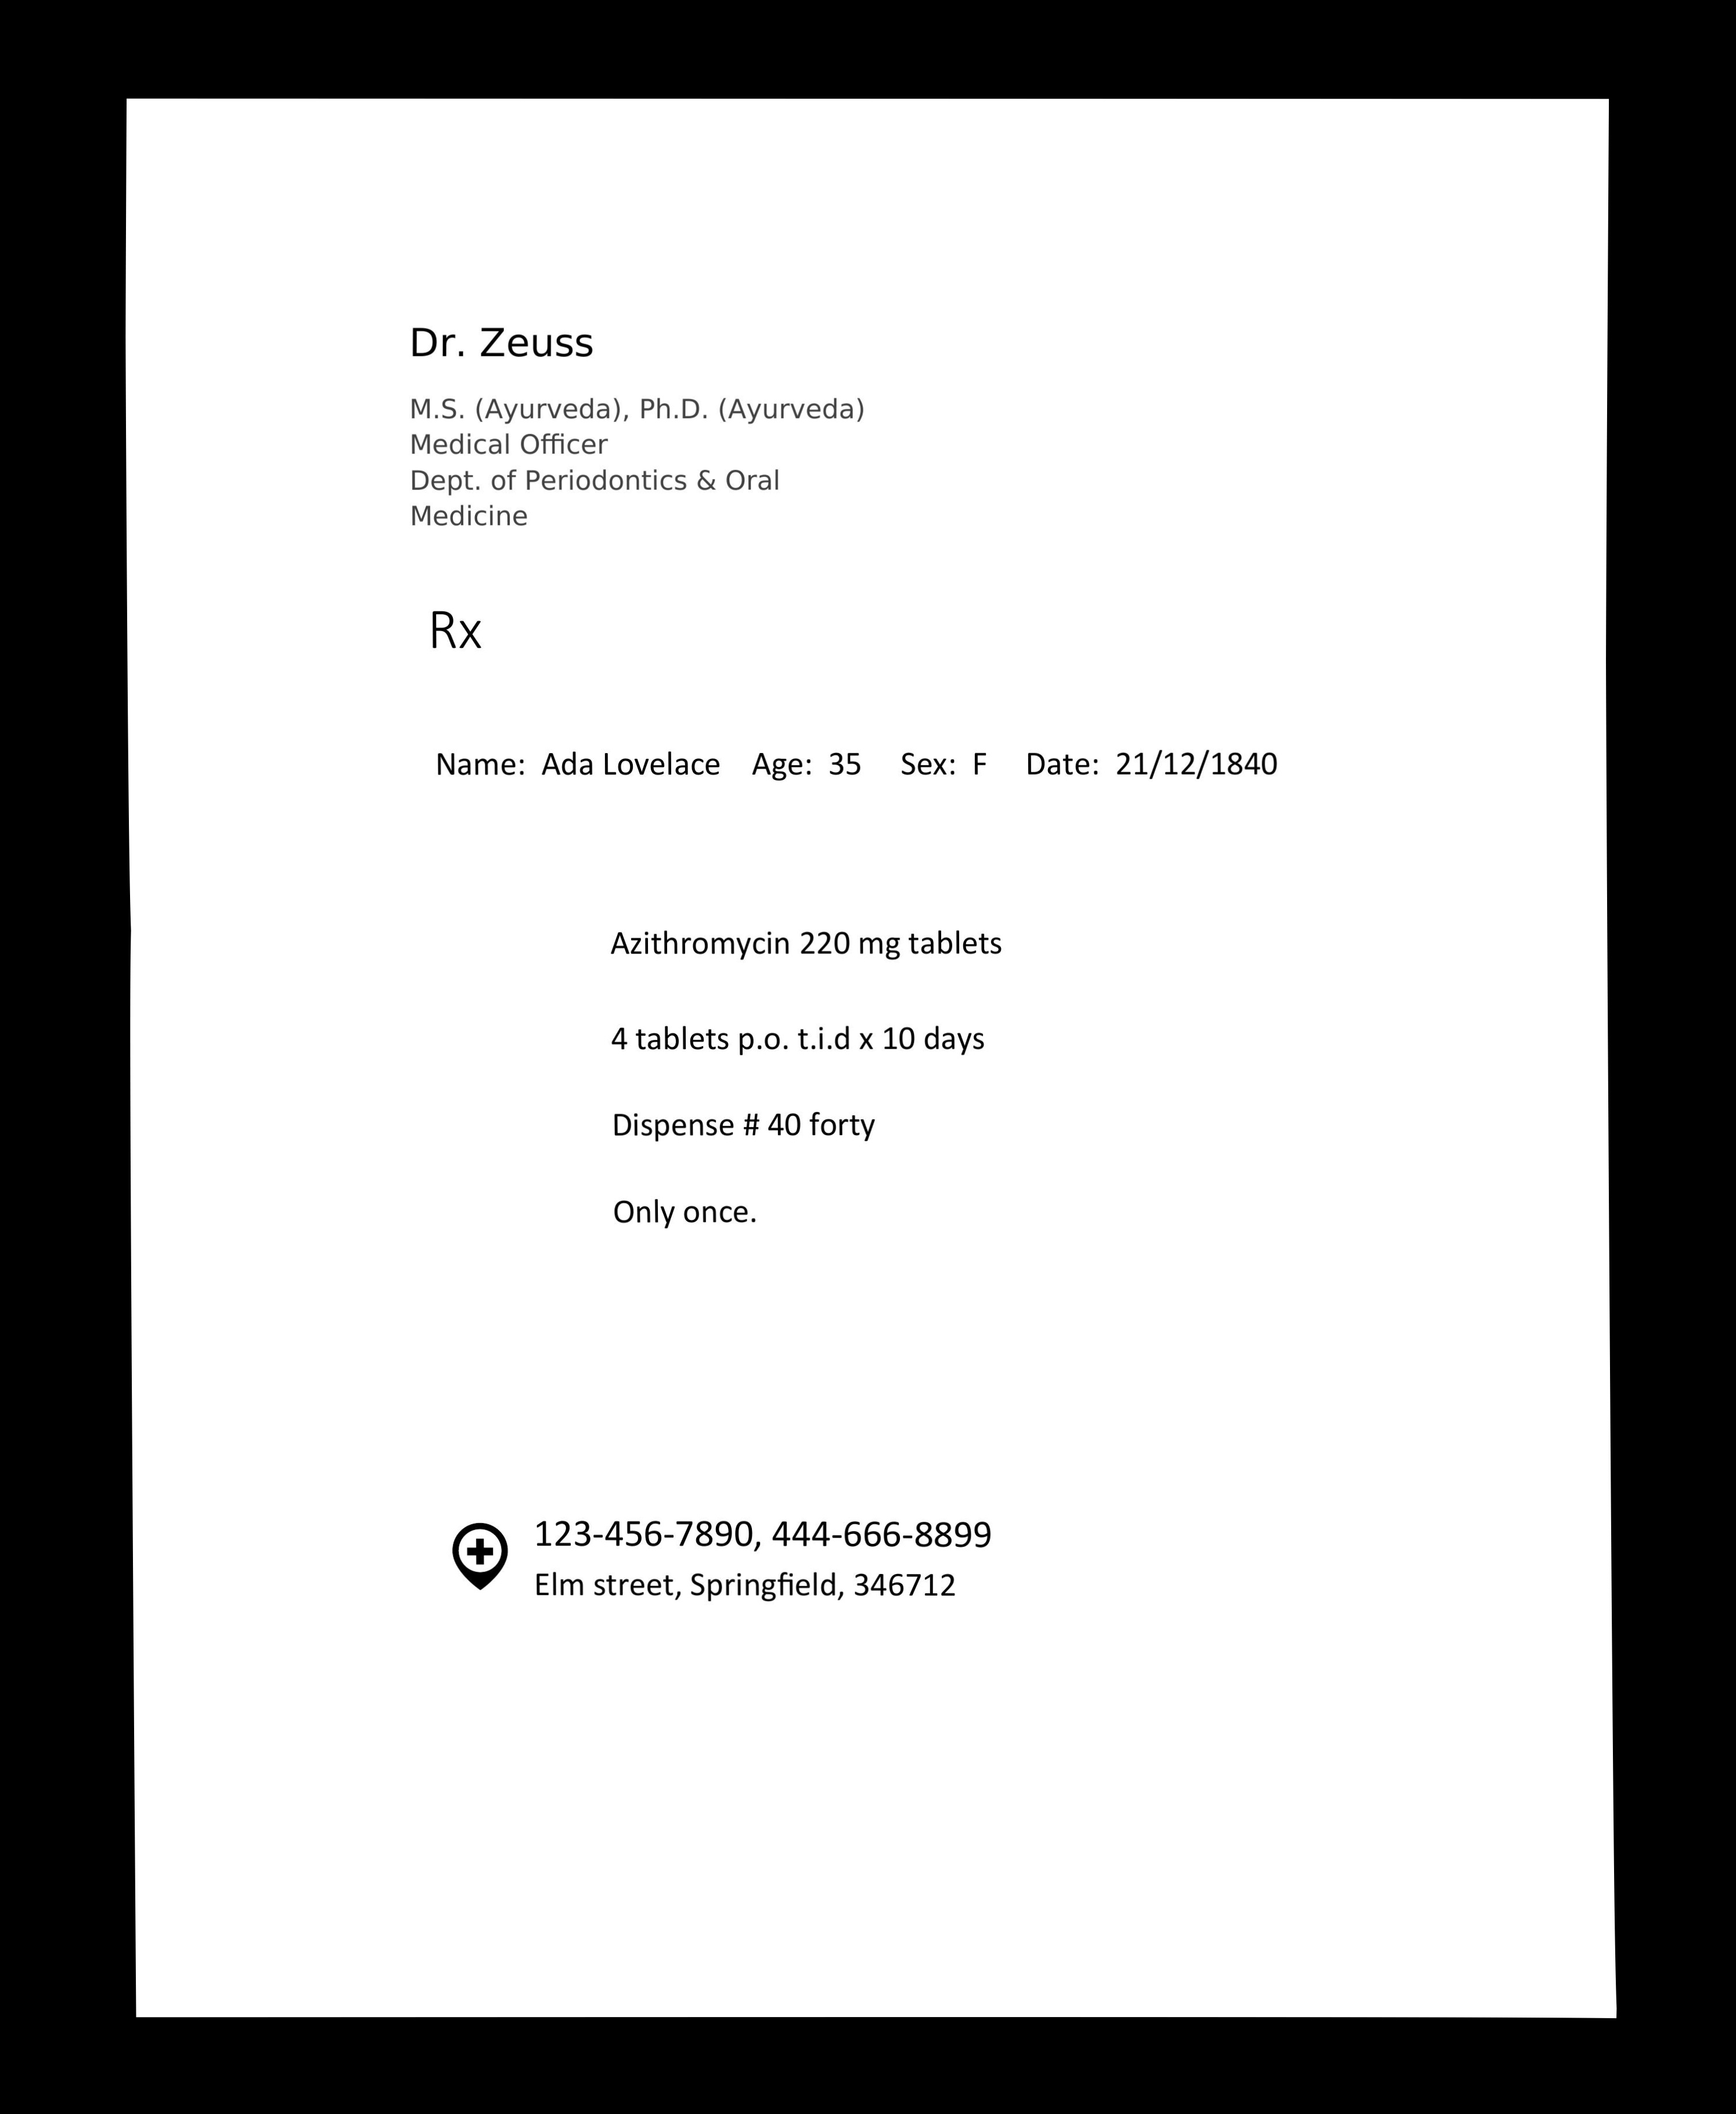 Dr. Zeuss
M.S. (Ayurveda), Ph.D. (Ayurveda)
Medical Officer
Dept. of Periodontics & Oral
Medicine
Rx
Name: Ada Lovelace Age: 35 Sex: F Date: 21/12/1840
Azithromycin 220 mg tablets
4 tablets p.o. t.i.d x 10 days
Dispense # 40 forty
Only once.
123-456-7890, 444-666-8899
Elm street, Springfield, 346712